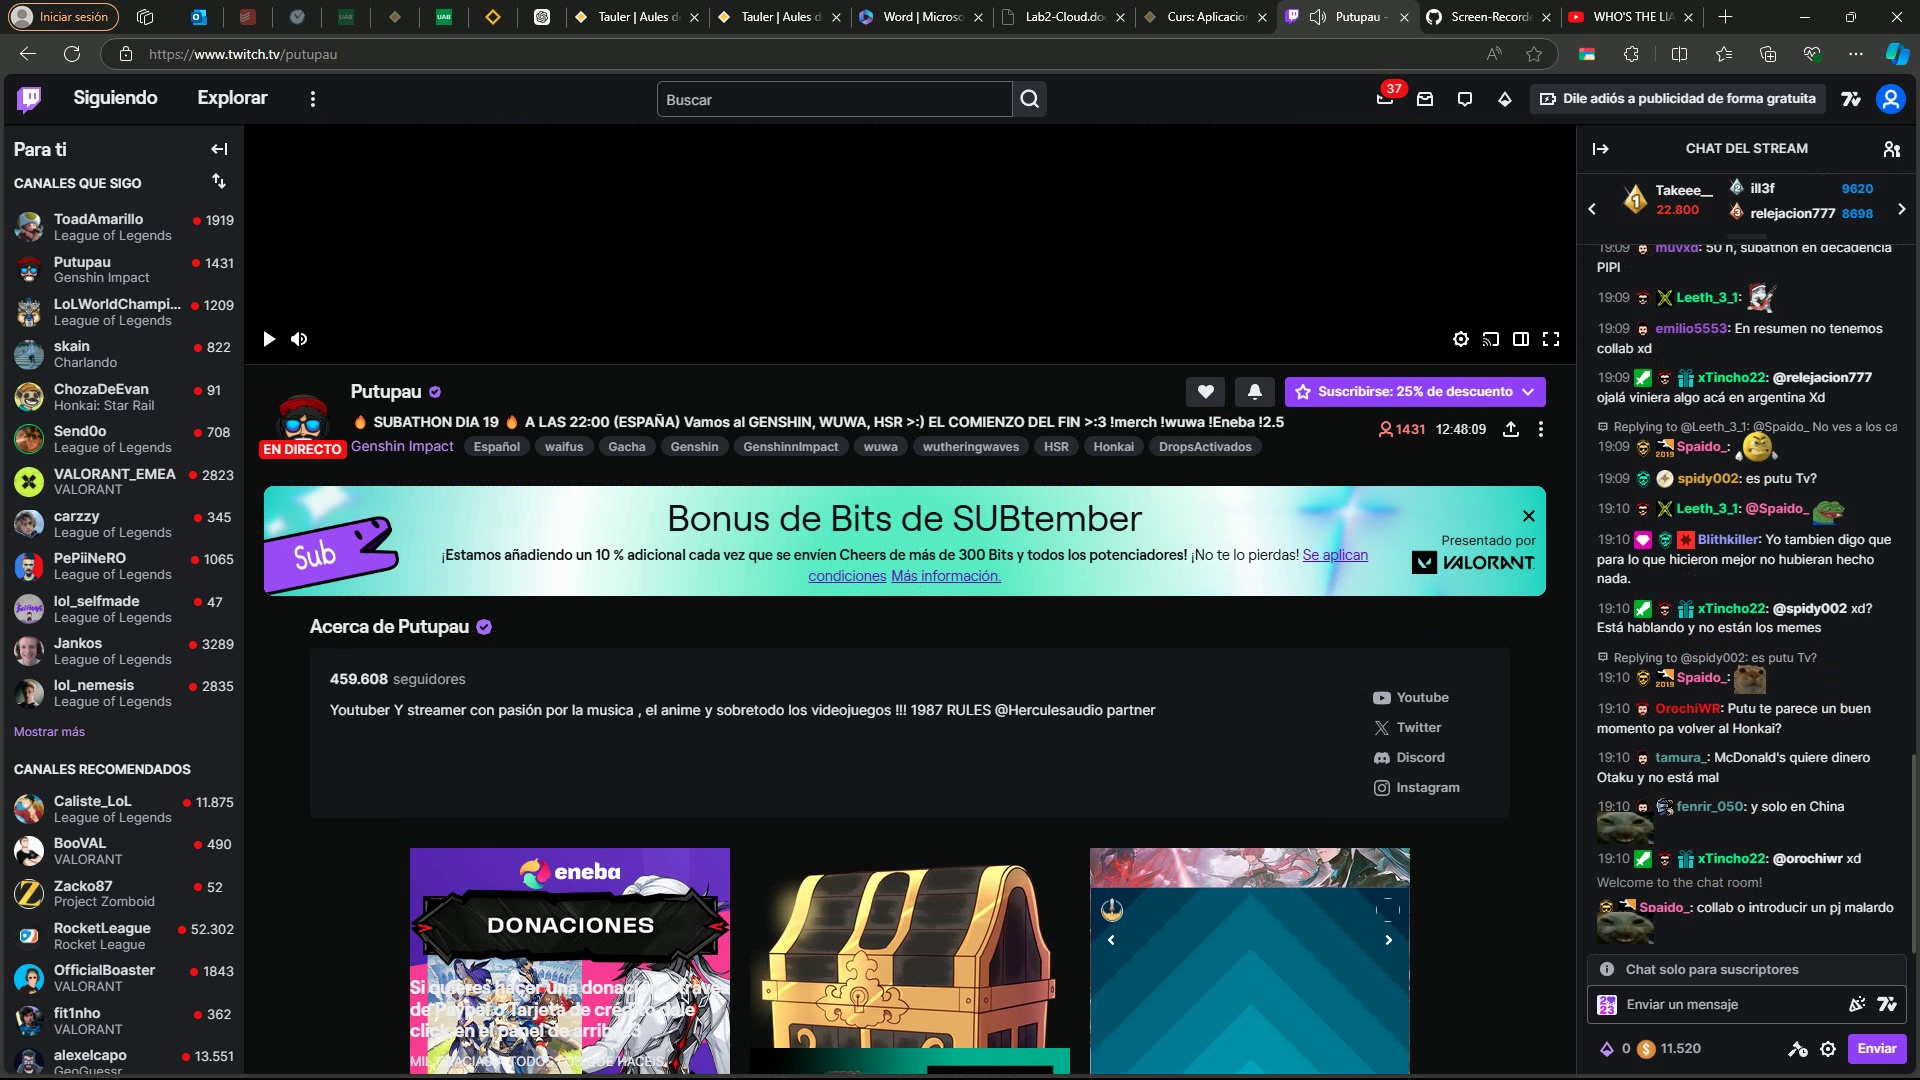 Iniciar sesión
Tauler | Aules d
Tauler | Aules d
Word | Microso
Lab2-Cloud.do
Curs: Aplicacio
Putupau -
Screen-Recorde
WHO'S THE LIA
https://www.twitch.tv/putupau
Siguiendo
Explorar
Buscar
37
Dile adiós a publicidad de forma gratuita
Para ti
CANALES QUE SIGO
ToadAmarillo
1919
League of Legends
Putupau
1431
Genshin Impact
LoLWorldChampi...
1209
League of Legends
skain
822
Charlando
ChozaDeEvan
91
Honkai: Star Rail
Send0o
708
League of Legends
VALORANT_EMEA
2823
VALORANT
carzzy
345
League of Legends
PePiiNeRO
1065
League of Legends
lol_selfmade
47
League of Legends
Jankos
3289
League of Legends
lol_nemesis
2835
League of Legends
Mostrar más
CANALES RECOMENDADOS
Caliste_LoL
11.875
League of Legends
BooVAL
490
VALORANT
Zacko87
52
Project Zomboid
RocketLeague
52.302
Rocket League
OfficialBoaster
1843
VALORANT
fit1nho
362
VALORANT
alexelcapo
13.551
GeoGuessr
Putupau
Suscribirse: 25% de descuento
🔥 SUBATHON DIA 19 🔥 A LAS 22:00 (ESPAÑA) Vamos al GENSHIN, WUWA, HSR >:) EL COMIENZO DEL FIN >:3 !merch !wuwa !Eneba !2.5
1431 12:48:09
EN DIRECTO
Genshin Impact Español waifus Gacha Genshin GenshinnImpact wuwa wutheringwaves HSR Honkai DropsActivados
Sub
Bonus de Bits de SUBtember
¡Estamos añadiendo un 10 % adicional cada vez que se envíen Cheers de más de 300 Bits y todos los potenciadores! ¡No te lo pierdas! Se aplican
condiciones Más información.
Presentado por
VALORANT
Acerca de Putupau
459.608 seguidores
Youtuber Y streamer con pasión por la musica , el anime y sobretodo los videojuegos !!! 1987 RULES @Herculesaudio partner
Youtube
Twitter
Discord
Instagram
eneba
DONACIONES
Si quieres hacer una donación a través
de Paypal o Tarjeta de crédito dale
click en el panel de arriba :3
MIL GRACIAS A TODOS POR QUE HACEIS.
CHAT DEL STREAM
1
Takeee__
22.800
2 ill3f 9620
3 relejacion777 8698
19:09 muvxd: 50 h, subathon en decadencia
PIPI
19:09 Leeth_3_1:
19:09 emilio5553: En resumen no tenemos
collab xd
19:09 xTincho22: @relejacion777
ojalá viniera algo acá en argentina Xd
Replying to @Leeth_3_1: @Spaido_ No ves a los ca
19:09 2019 Spaido_:
19:09 spidy002: es putu Tv?
19:10 Leeth_3_1: @Spaido_
19:10 Blithkiller: Yo tambien digo que
para lo que hicieron mejor no hubieran hecho
nada.
19:10 xTincho22: @spidy002 xd?
Está hablando y no están los memes
Replying to @spidy002: es putu Tv?
19:10 2019 Spaido_:
19:10 OrochiWR: Putu te parece un buen
momento pa volver al Honkai?
19:10 tamura_: McDonald's quiere dinero
Otaku y no está mal
19:10 fenrir_050: y solo en China
19:10 xTincho22: @orochiwr xd
Welcome to the chat room!
Spaido_: collab o introducir un pj malardo
Chat solo para suscriptores
Enviar un mensaje
0 11.520
Enviar